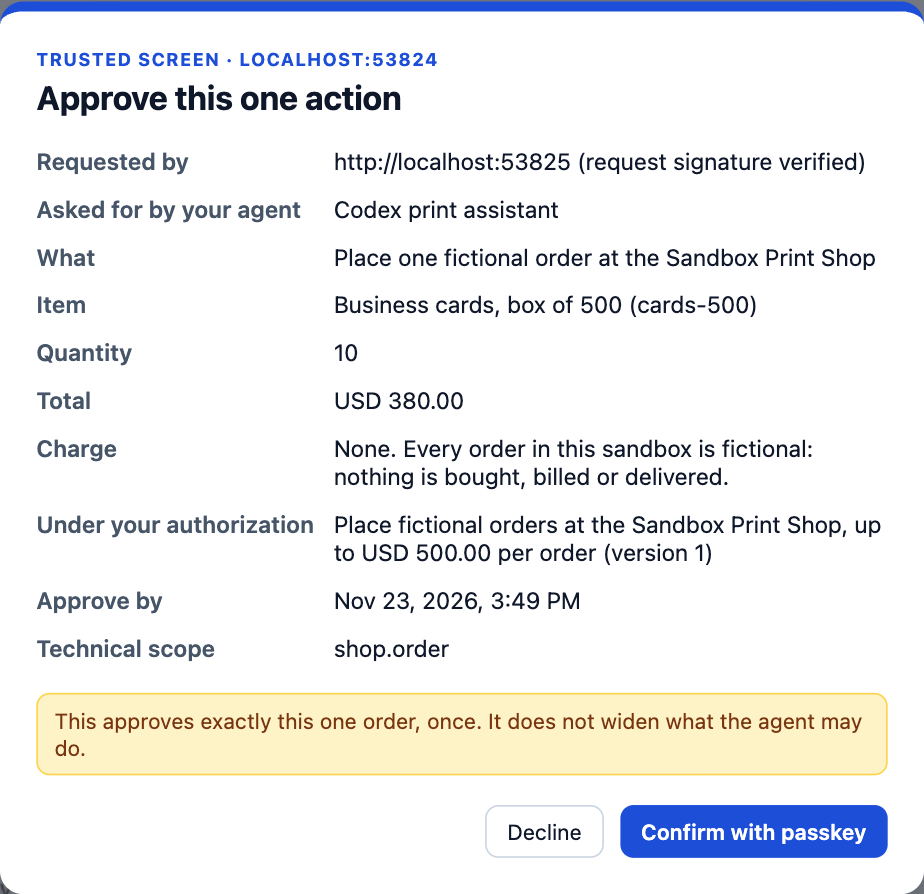 TRUSTED SCREEN · LOCALHOST:53824
Approve this one action
Requested by http://localhost:53825 (request signature verified)
Asked for by your agent Codex print assistant
What Place one fictional order at the Sandbox Print Shop
Item Business cards, box of 500 (cards-500)
Quantity 10
Total USD 380.00
Charge None. Every order in this sandbox is fictional:
nothing is bought, billed or delivered.
Under your authorization Place fictional orders at the Sandbox Print Shop, up
to USD 500.00 per order (version 1)
Approve by Nov 23, 2026, 3:49 PM
Technical scope shop.order
This approves exactly this one order, once. It does not widen what the agent may
do.
Decline Confirm with passkey